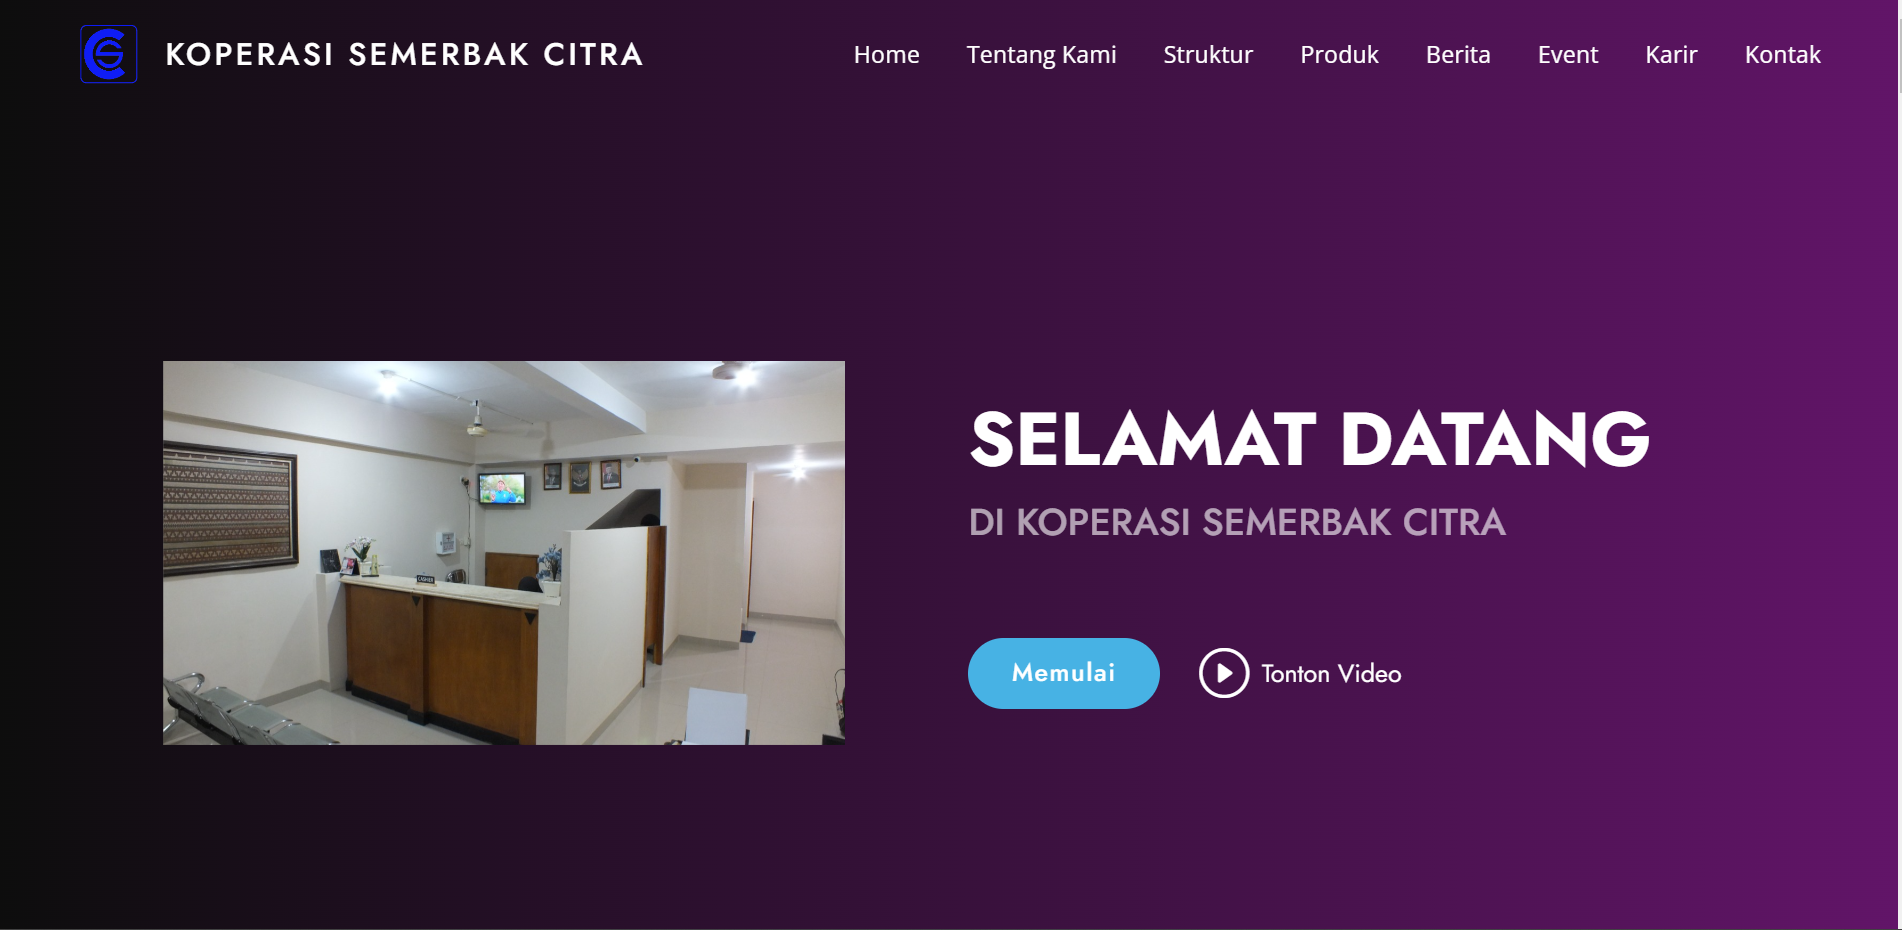 KOPERASI SEMERBAK CITRA
Home Tentang Kami Struktur Produk Berita Event Karir Kontak
SELAMAT DATANG
DI KOPERASI SEMERBAK CITRA
Memulai
Tonton Video
CASHIER